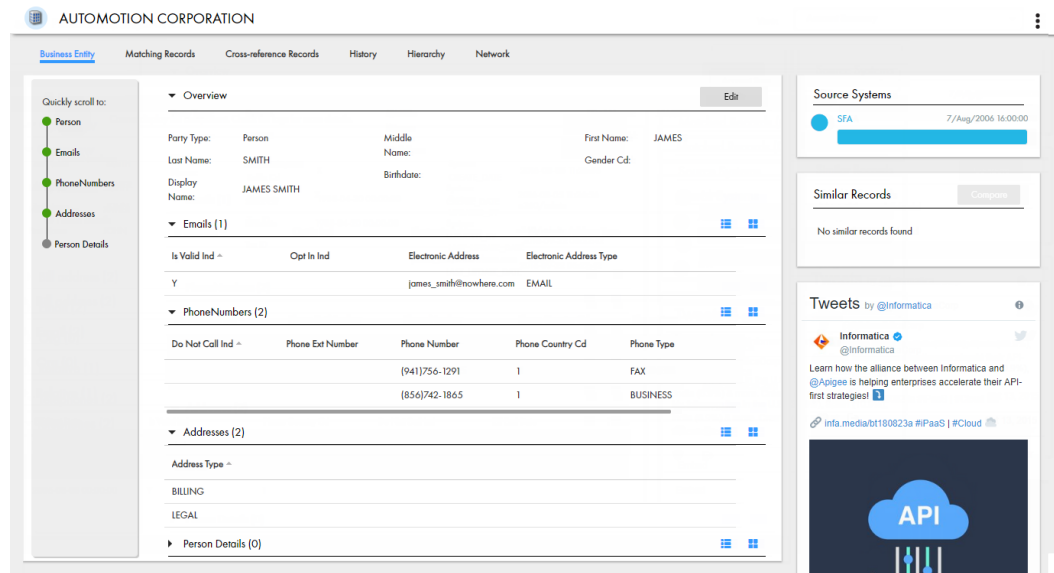 AUTOMOTION CORPORATION
Business Entity Matching Records Cross-reference Records History Hierarchy Network
Quickly scroll to:
Person
Emails
PhoneNumbers
Addresses
Person Details
Overview Edit
Party Type: Person Middle Name: First Name: JAMES
Last Name: SMITH Birthdate: Gender Cd:
Display Name: JAMES SMITH
Emails (1)
Is Valid Ind Opt In Ind Electronic Address Electronic Address Type
Y james_smith@nowhere.com EMAIL
PhoneNumbers (2)
Do Not Call Ind Phone Ext Number Phone Number Phone Country Cd Phone Type
(941)756-1291 1 FAX
(856)742-1865 1 BUSINESS
Addresses (2)
Address Type
BILLING
LEGAL
Person Details (0)
Source Systems
SFA 7/Aug/2006 16:00:00
Similar Records Compare
No similar records found
Tweets by @Informatica
Informatica
@Informatica
Learn how the alliance between Informatica and
@Apigee is helping enterprises accelerate their API-
first strategies!
infa.media/bt180823a #iPaaS | #Cloud
API